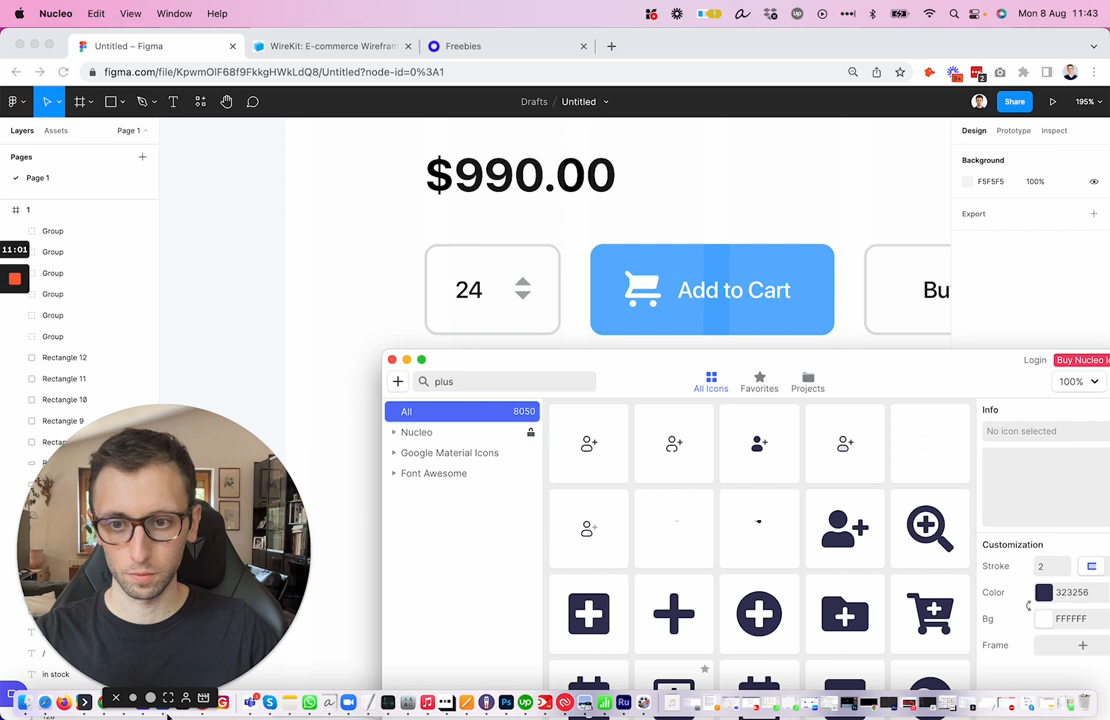 Nucleo Edit View Window Help
Mon 8 Aug 11:43
Untitled – Figma
WireKit: E-commerce Wirefram
Freebies
figma.com/file/KpwmOlF68f9FkkgHWkLdQ8/Untitled?node-id=0%3A1
9+
2
Drafts Untitled
Share
195%
Layers Assets Page 1
Pages
Page 1
1
Group
Group
11:01
Group
Group
Group
Group
Rectangle 12
Rectangle 11
Rectangle 10
Rectangle 9
/
in stock
$990.00
24
Add to Cart
Bu
Design Prototype Inspect
Background
F5F5F5 100%
Export
Login Buy Nucleo
plus
All Icons Favorites Projects
100%
All 8050
Nucleo
Google Material Icons
Font Awesome
Info
No icon selected
Customization
Stroke 2
Color 323256
Bg FFFFFF
Frame